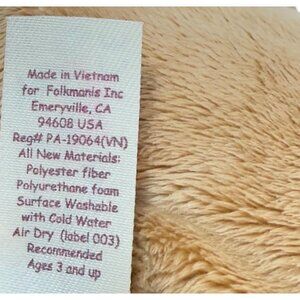 Made in Vietnam
for Folkmanis Inc
Emeryville, CA
94608 USA
Reg# PA-19064(VN)
All New Materials:
Polyester fiber
Polyurethane foam
Surface Washable
with Cold Water
Air Dry (label 003)
Recommended
Ages 3 and up